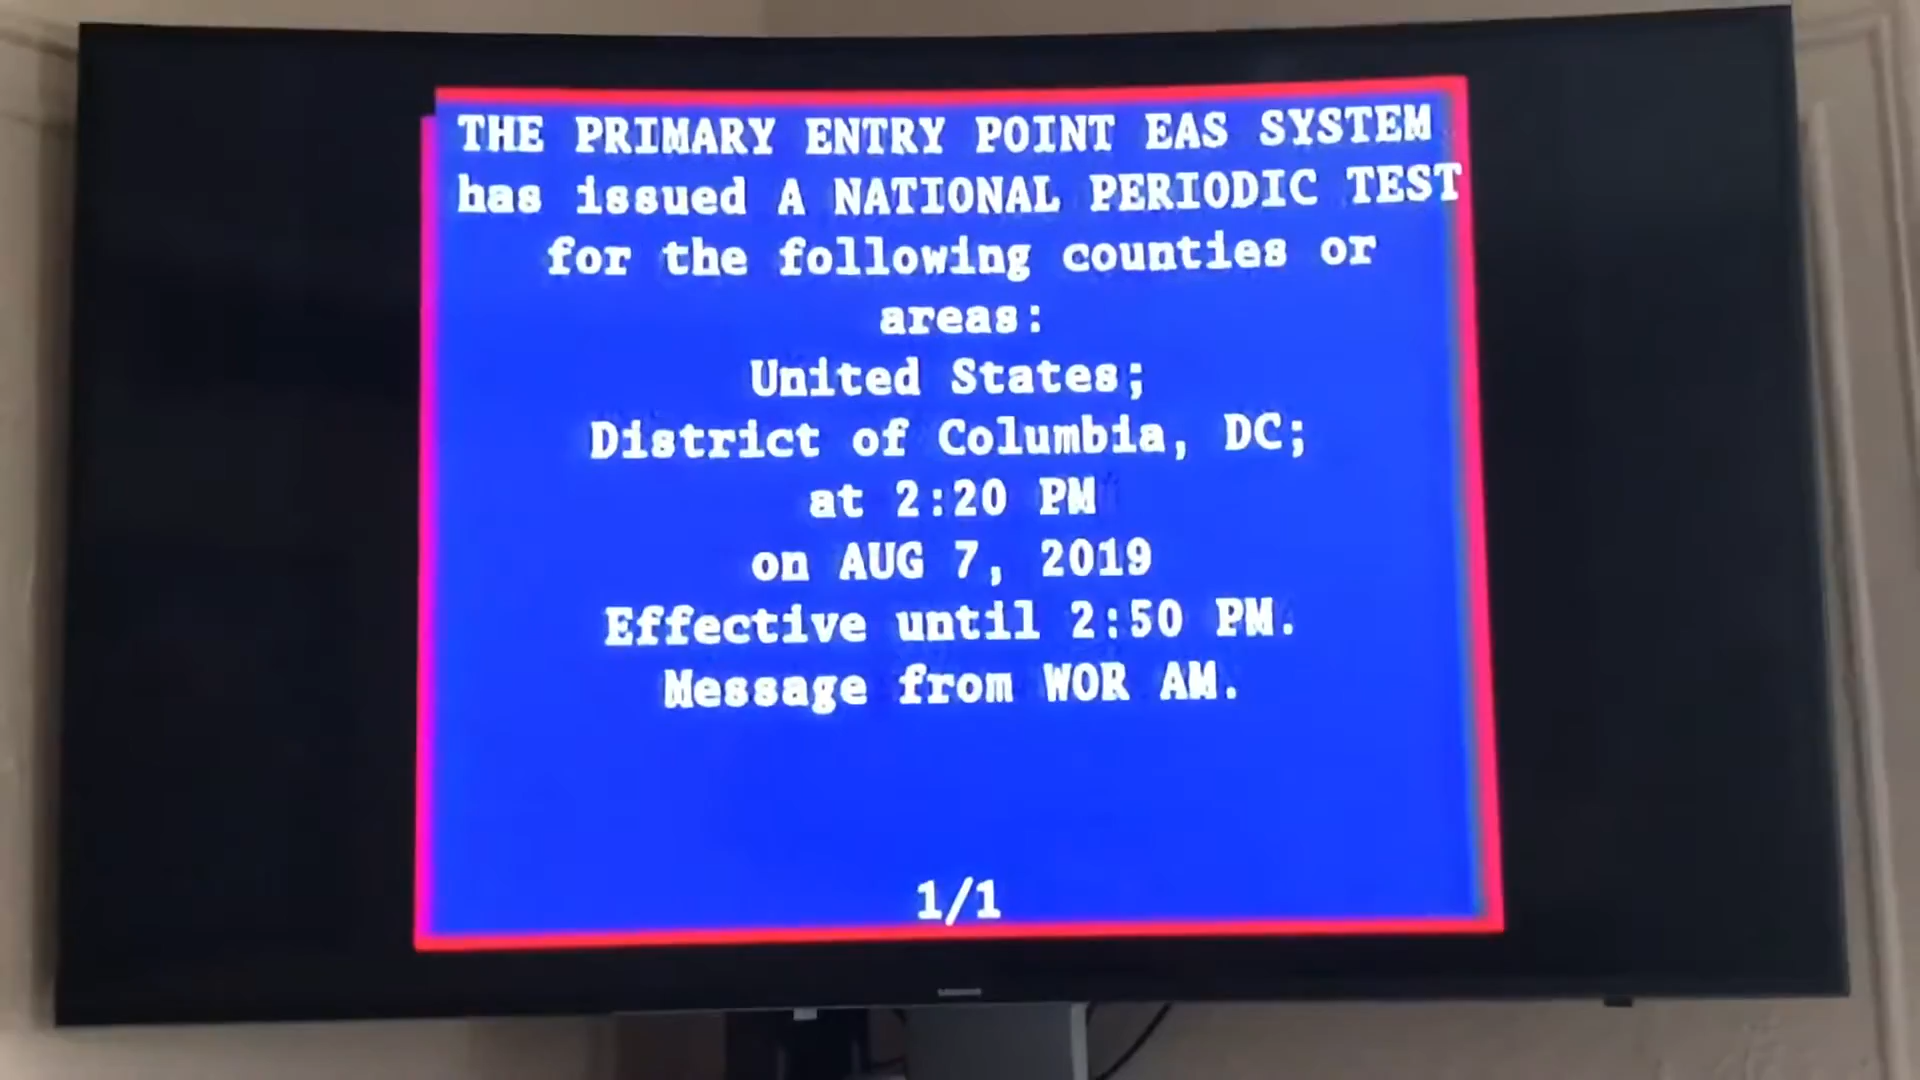 THE PRIMARY ENTRY POINT EAS SYSTEM
has issued A NATIONAL PERIODIC TEST
for the following counties or
areas:
United States;
District of Columbia, DC;
at 2:20 PM
on AUG 7, 2019
Effective until 2:50 PM.
Message from WOR AM.
1/1